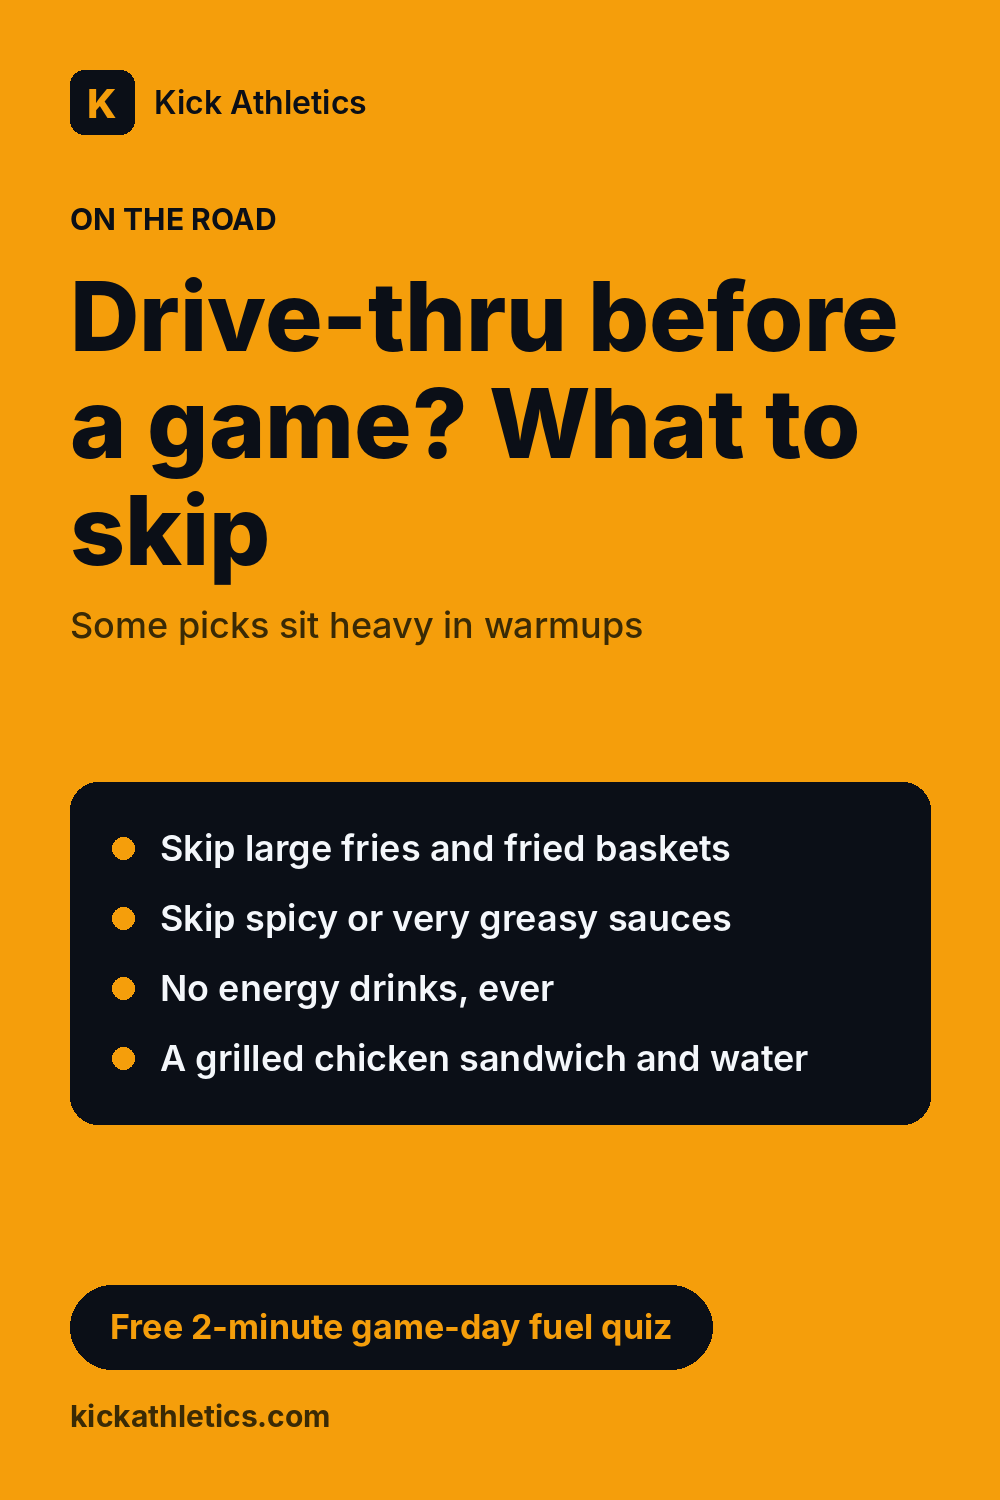 K
Kick Athletics
ON THE ROAD
Drive-thru before
a game? What to
skip
Some picks sit heavy in warmups
Skip large fries and fried baskets
Skip spicy or very greasy sauces
No energy drinks, ever
A grilled chicken sandwich and water
Free 2-minute game-day fuel quiz
kickathletics.com